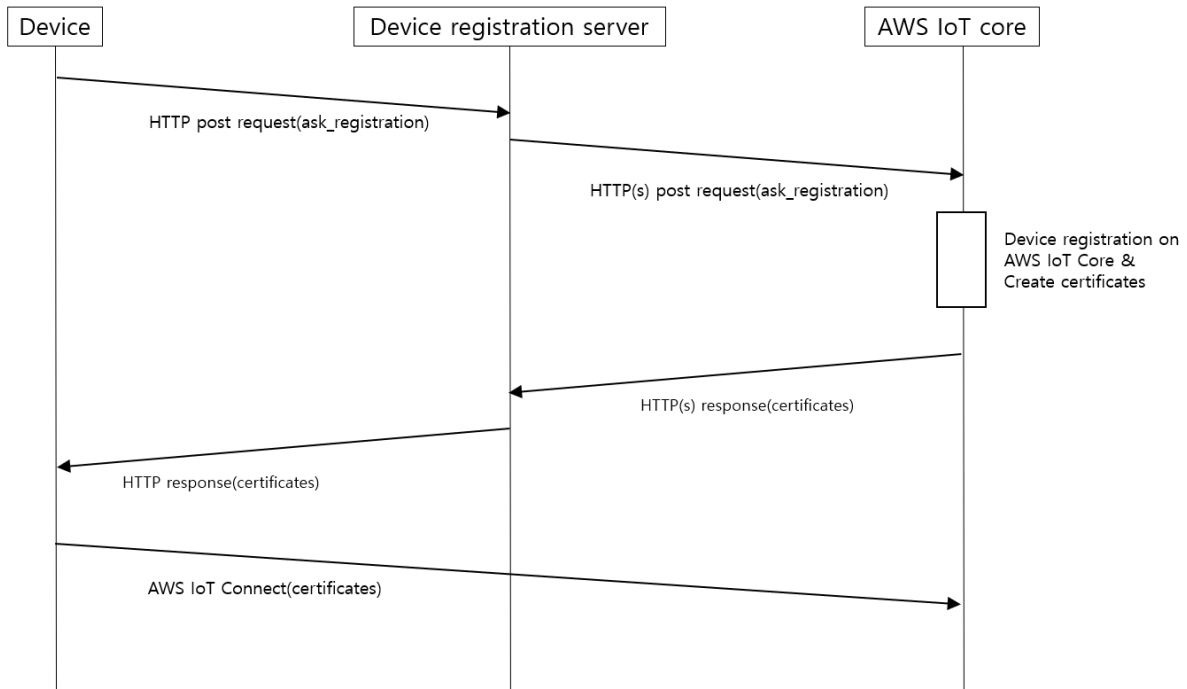 Device
Device registration server
AWS IoT core
HTTP post request(ask_registration)
HTTP(s) post request(ask_registration)
Device registration on
AWS IoT Core &
Create certificates
HTTP(s) response(certificates)
HTTP response(certificates)
AWS IoT Connect(certificates)